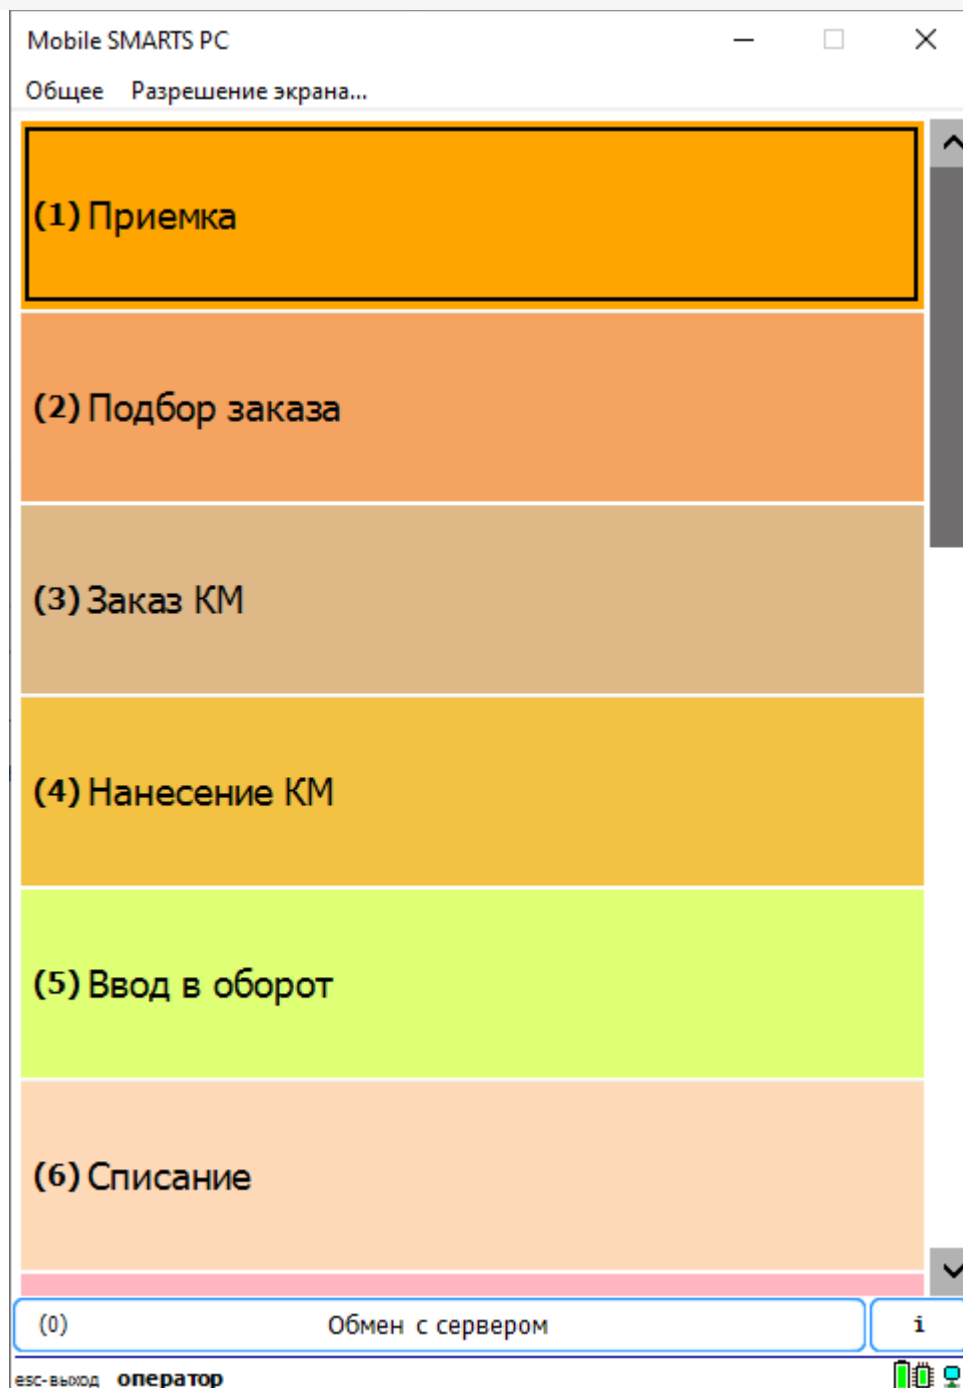 Mobile SMARTS PC
Общее Разрешение экрана...
(1) Приемка
(2) Подбор заказа
(3) Заказ КМ
(4) Нанесение КМ
(5) Ввод в оборот
(6) Списание
(0) Обмен с сервером i
esc-выход оператор